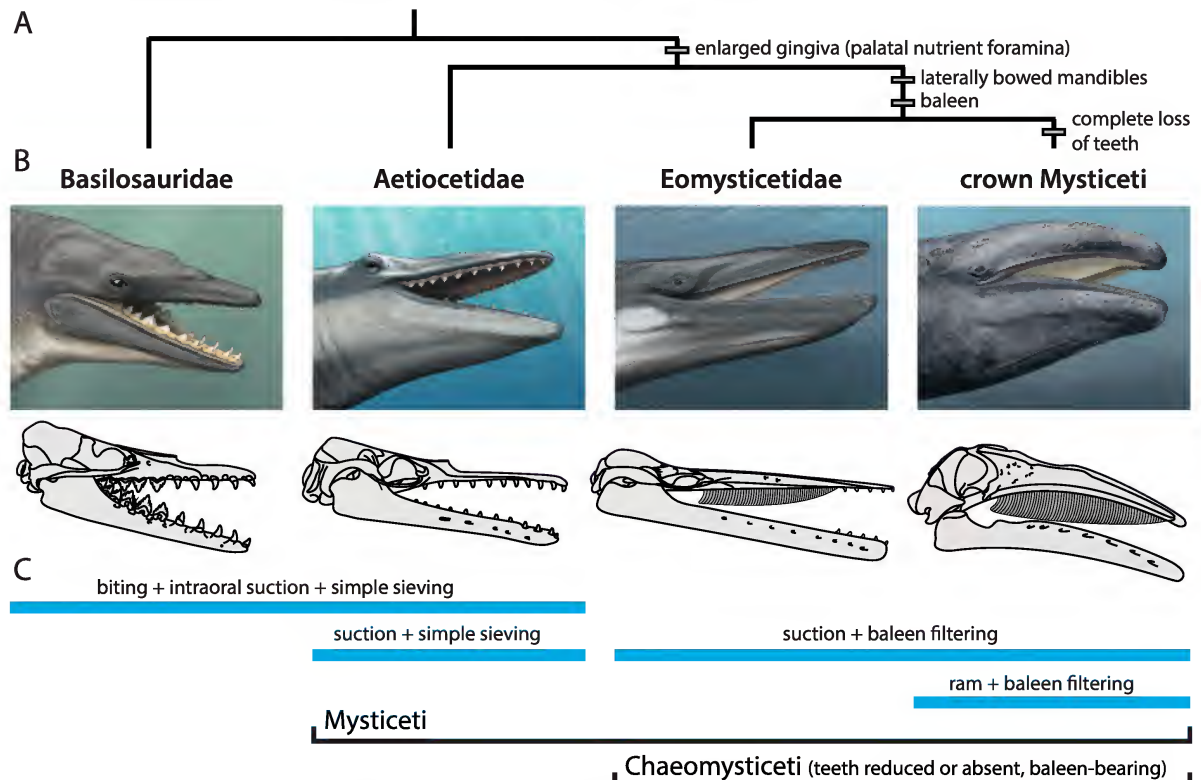 A
enlarged gingiva (palatal nutrient foramina)
laterally bowed mandibles
baleen
complete loss
of teeth
B
Basilosauridae
Aetiocetidae
Eomysticetidae
crown Mysticeti
C
biting + intraoral suction + simple sieving
suction + simple sieving
suction + baleen filtering
ram + baleen filtering
Mysticeti
Chaeomysticeti (teeth reduced or absent, baleen-bearing)